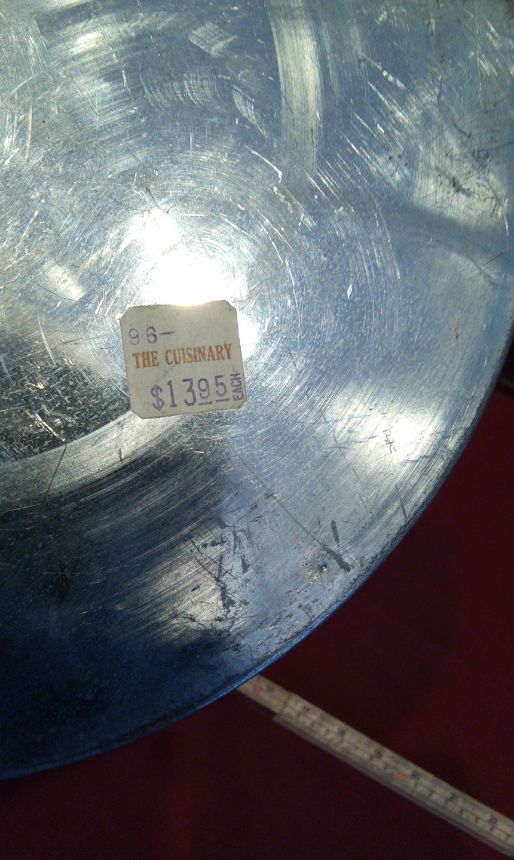 96—
THE CUISINARY
$13.95 EACH